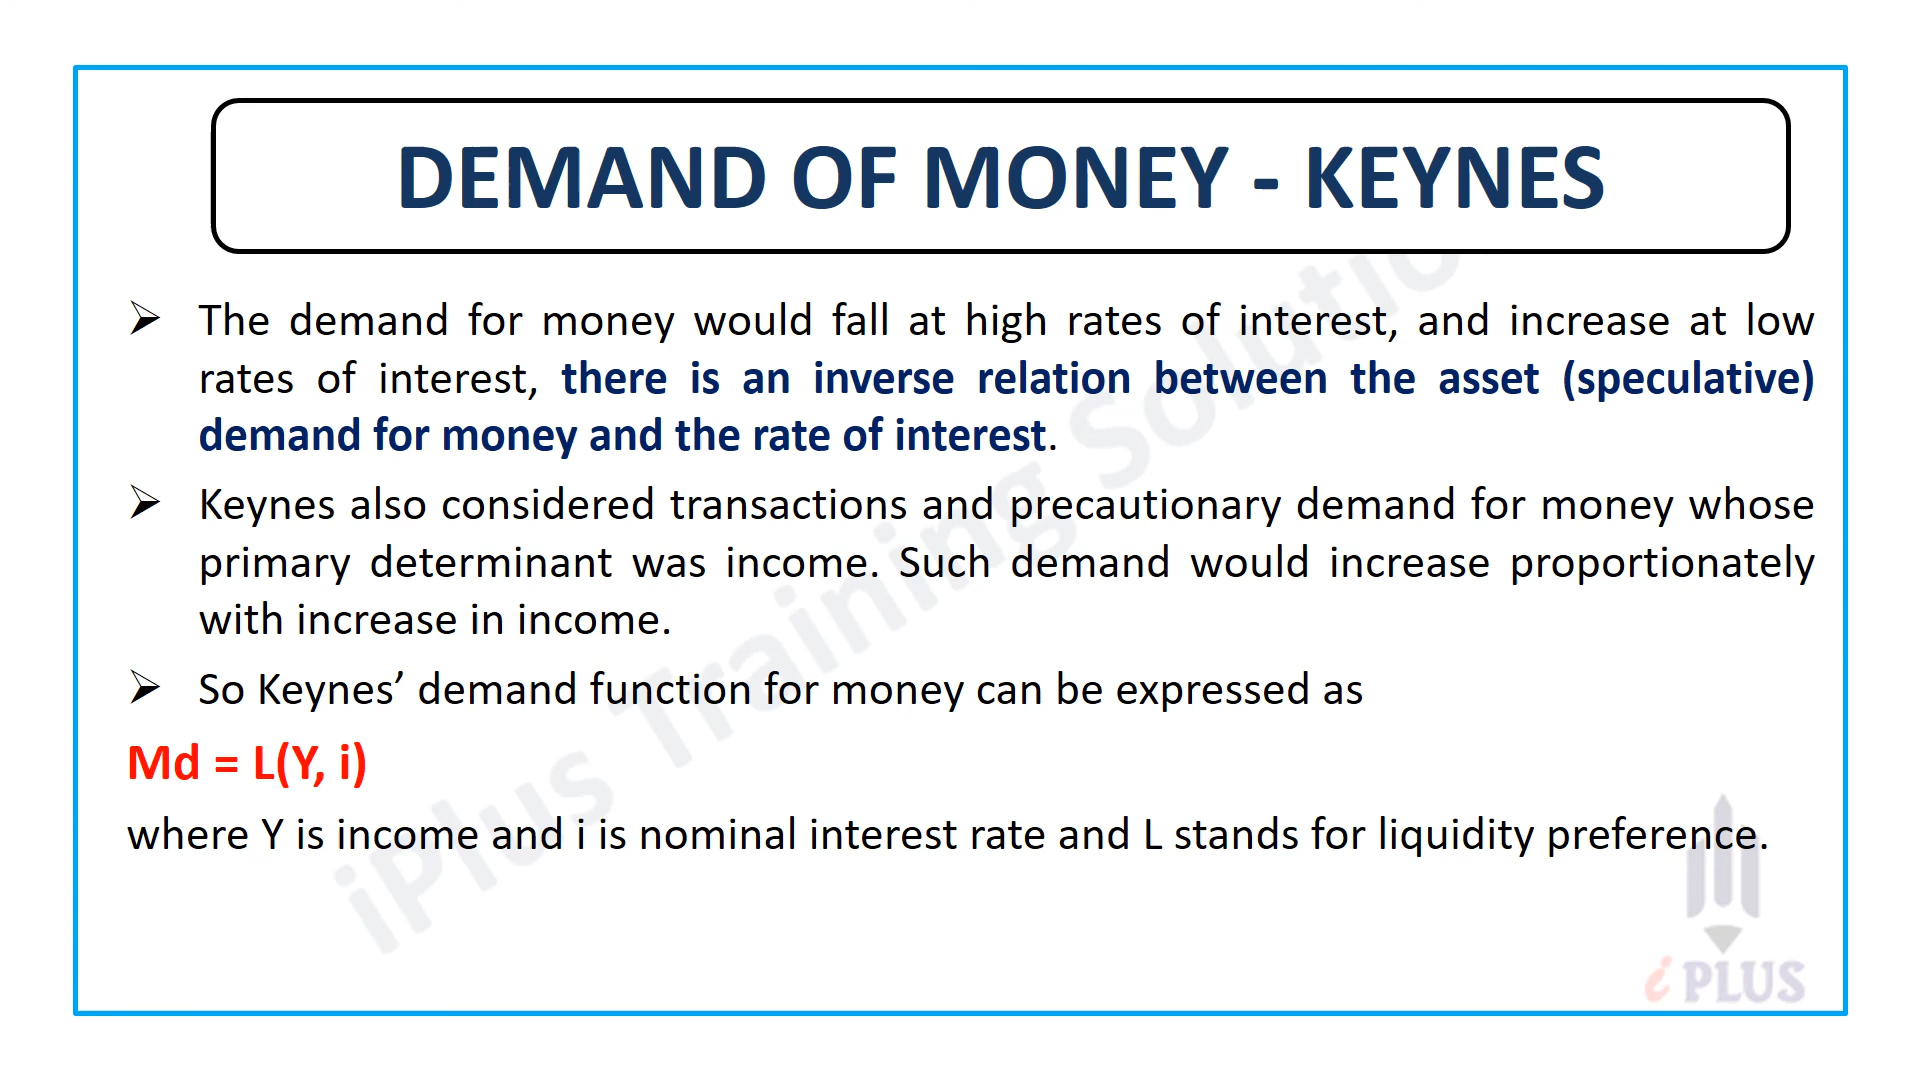 DEMAND OF MONEY - KEYNES
➢ The demand for money would fall at high rates of interest, and increase at low
rates of interest, there is an inverse relation between the asset (speculative)
demand for money and the rate of interest.
➢ Keynes also considered transactions and precautionary demand for money whose
primary determinant was income. Such demand would increase proportionately
with increase in income.
➢ So Keynes’ demand function for money can be expressed as
Md = L(Y, i)
where Y is income and i is nominal interest rate and L stands for liquidity preference.
iPlus Training Solutio
i PLUS